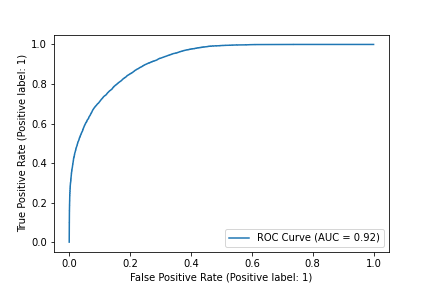 1.0
0.8
0.6
0.4
0.2
0.0
True Positive Rate (Positive label: 1)
ROC Curve (AUC = 0.92)
0.0 0.2 0.4 0.6 0.8 1.0
False Positive Rate (Positive label: 1)